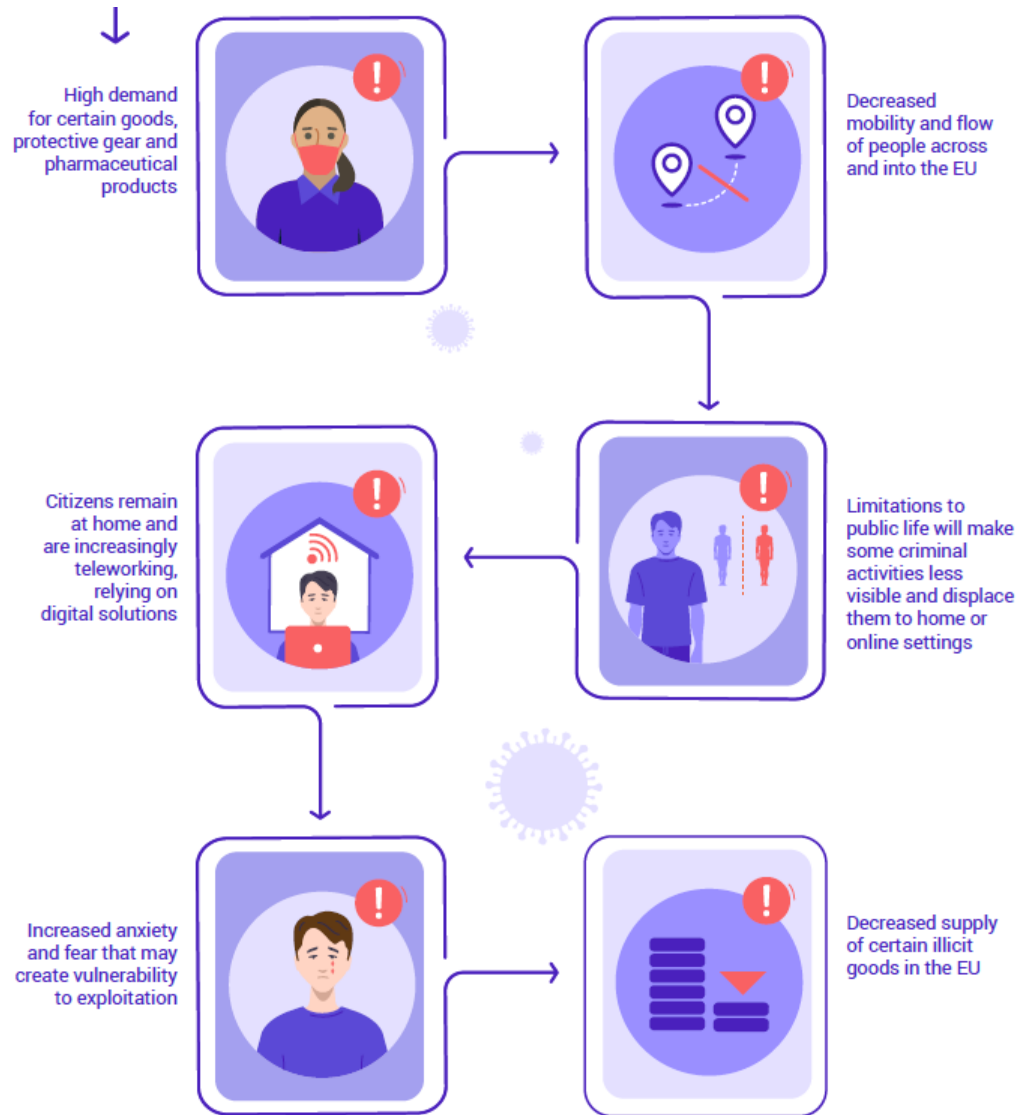 High demand
for certain goods,
protective gear and
pharmaceutical
products
Decreased
mobility and flow
of people across
and into the EU
Limitations to
public life will make
some criminal
activities less
visible and displace
them to home or
online settings
Citizens remain
at home and
are increasingly
teleworking,
relying on
digital solutions
Increased anxiety
and fear that may
create vulnerability
to exploitation
Decreased supply
of certain illicit
goods in the EU